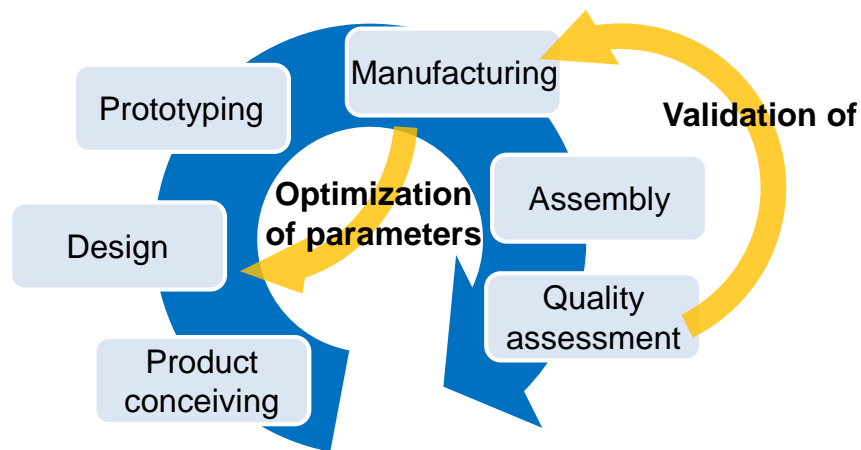 Manufacturing
Prototyping
Validation of
Optimization
of parameters
Assembly
Design
Quality
assessment
Product
conceiving